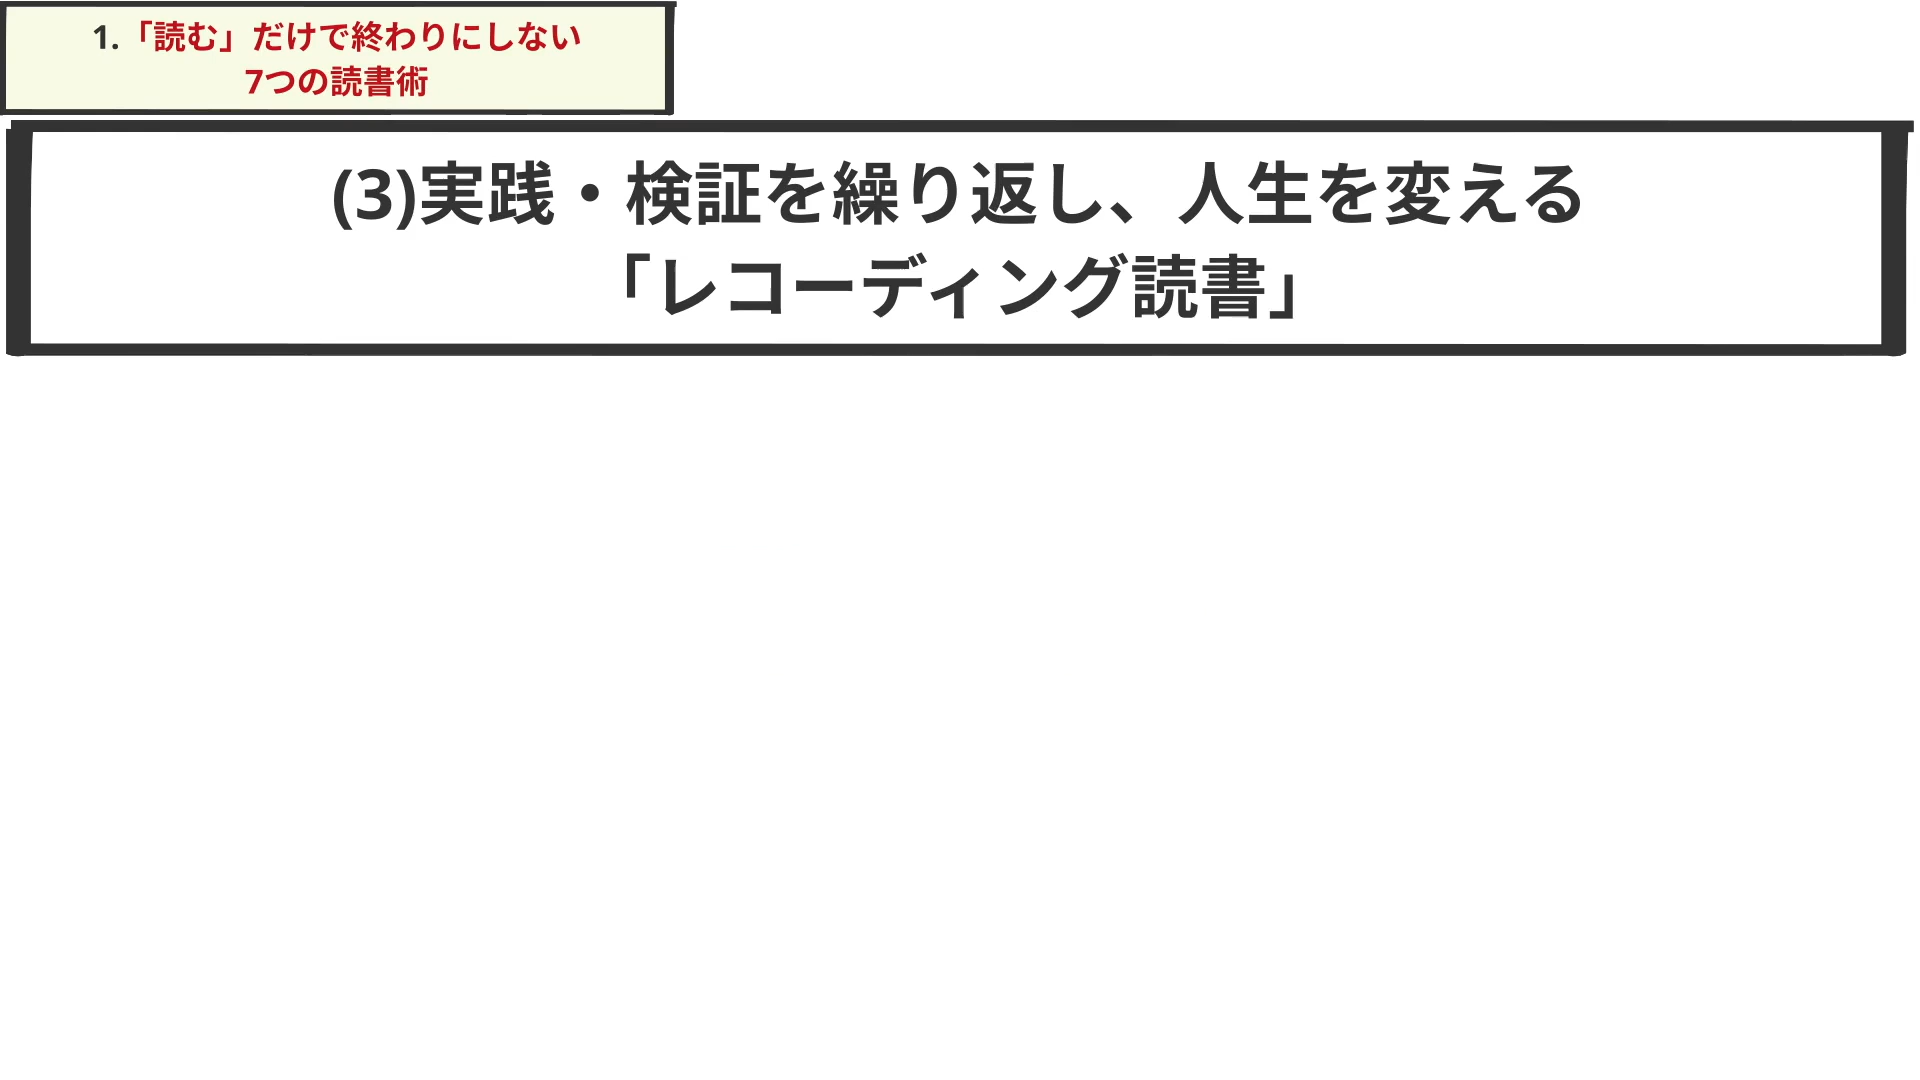 1.「読む」だけで終わりにしない
7つの読書術
(3)実践・検証を繰り返し、人生を変える
「レコーディング読書」